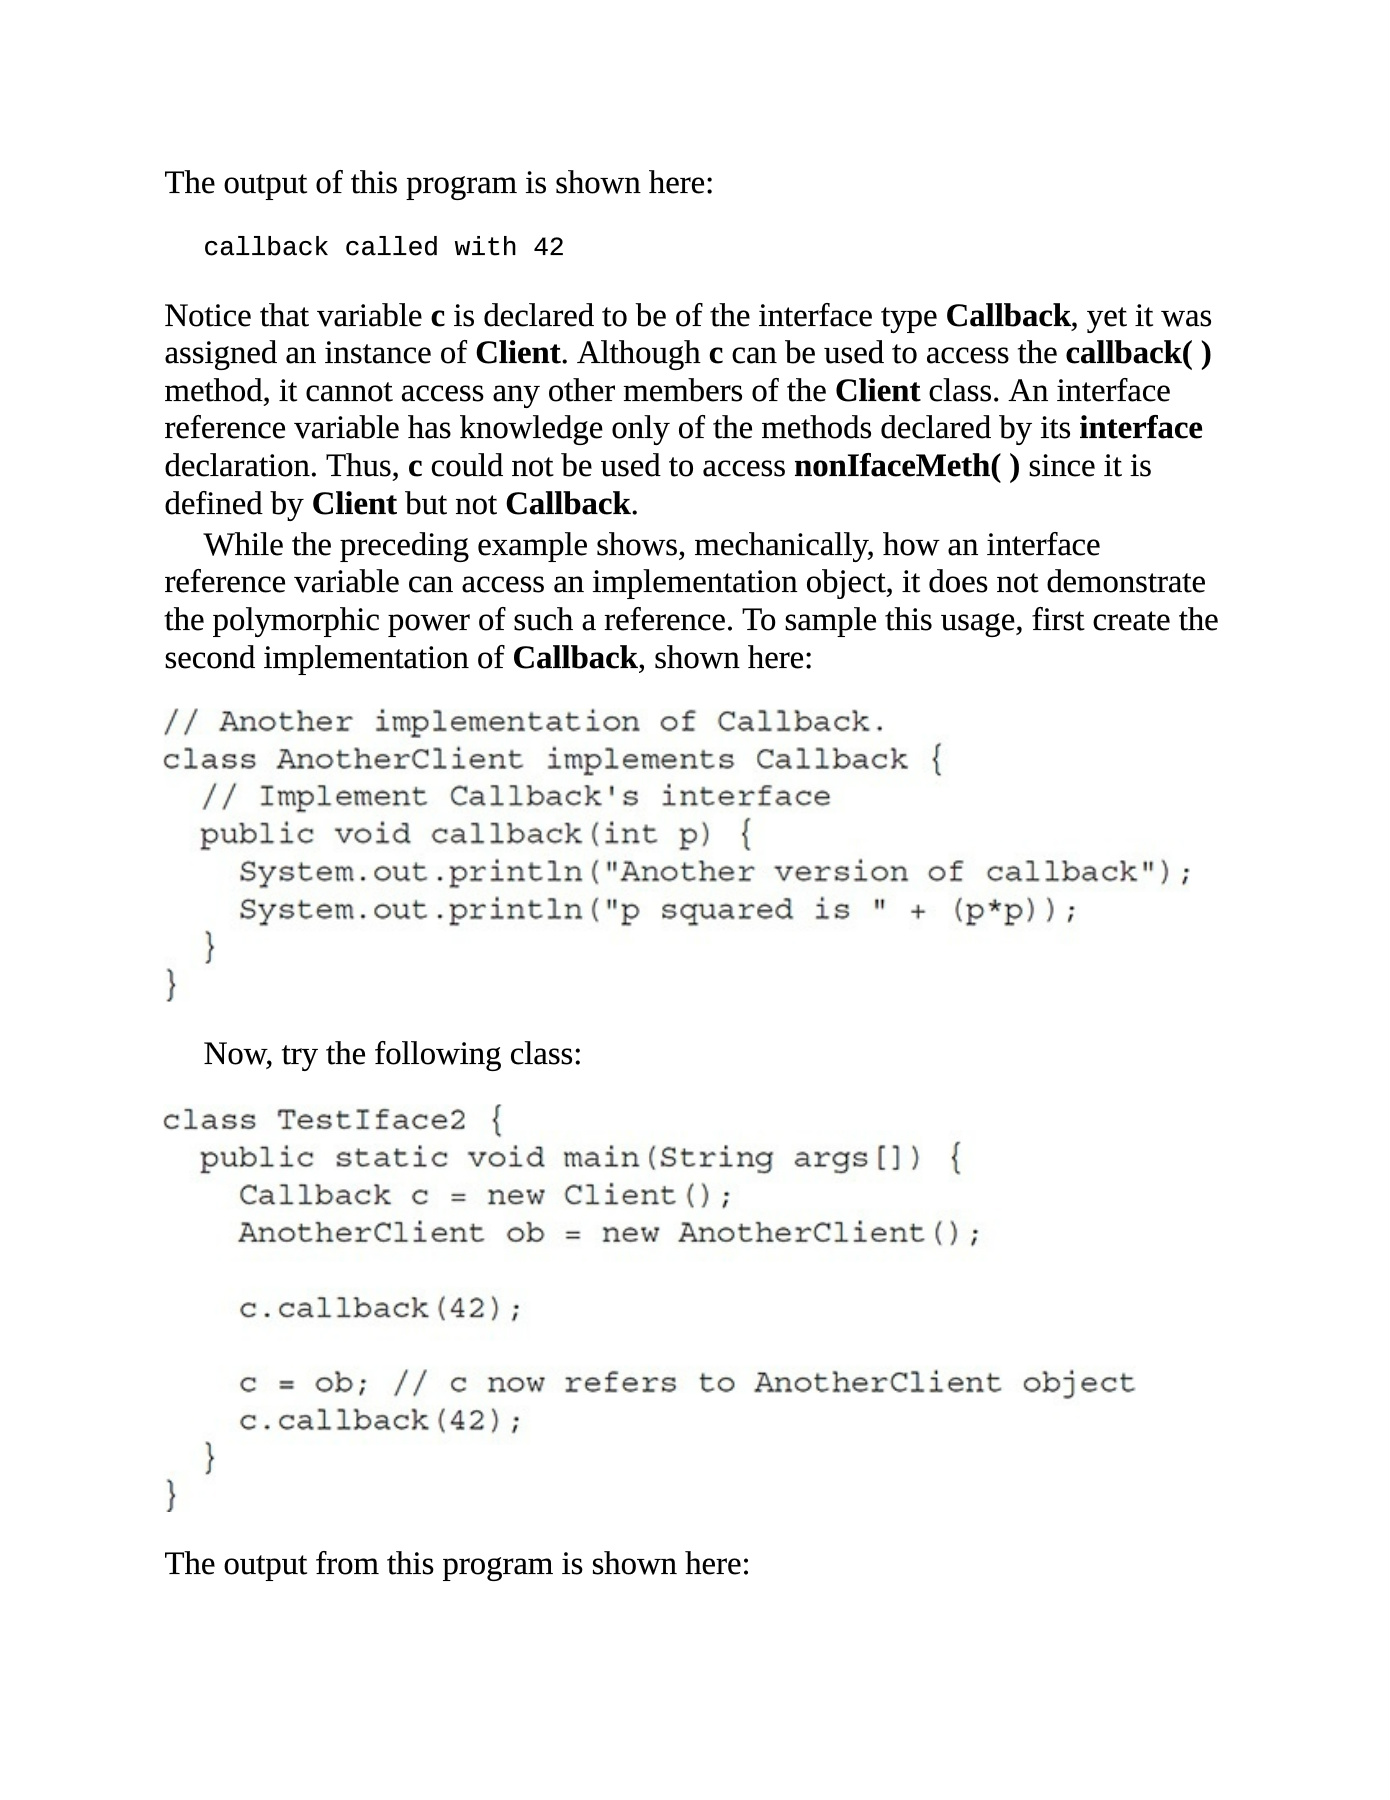 The output of this program is shown here:
callback called with 42
Notice that variable c is declared to be of the interface type Callback, yet it was
assigned an instance of Client. Although c can be used to access the callback( )
method, it cannot access any other members of the Client class. An interface
reference variable has knowledge only of the methods declared by its interface
declaration. Thus, c could not be used to access nonIfaceMeth( ) since it is
defined by Client but not Callback.
While the preceding example shows, mechanically, how an interface
reference variable can access an implementation object, it does not demonstrate
the polymorphic power of such a reference. To sample this usage, first create the
second implementation of Callback, shown here:
// Another implementation of Callback.
class AnotherClient implements Callback {
  // Implement Callback's interface
  public void callback(int p) {
    System.out.println("Another version of callback");
    System.out.println("p squared is " + (p*p));
  }
}
Now, try the following class:
class TestIface2 {
  public static void main(String args[]) {
    Callback c = new Client();
    AnotherClient ob = new AnotherClient();
    c.callback(42);
    c = ob; // c now refers to AnotherClient object
    c.callback(42);
  }
}
The output from this program is shown here: